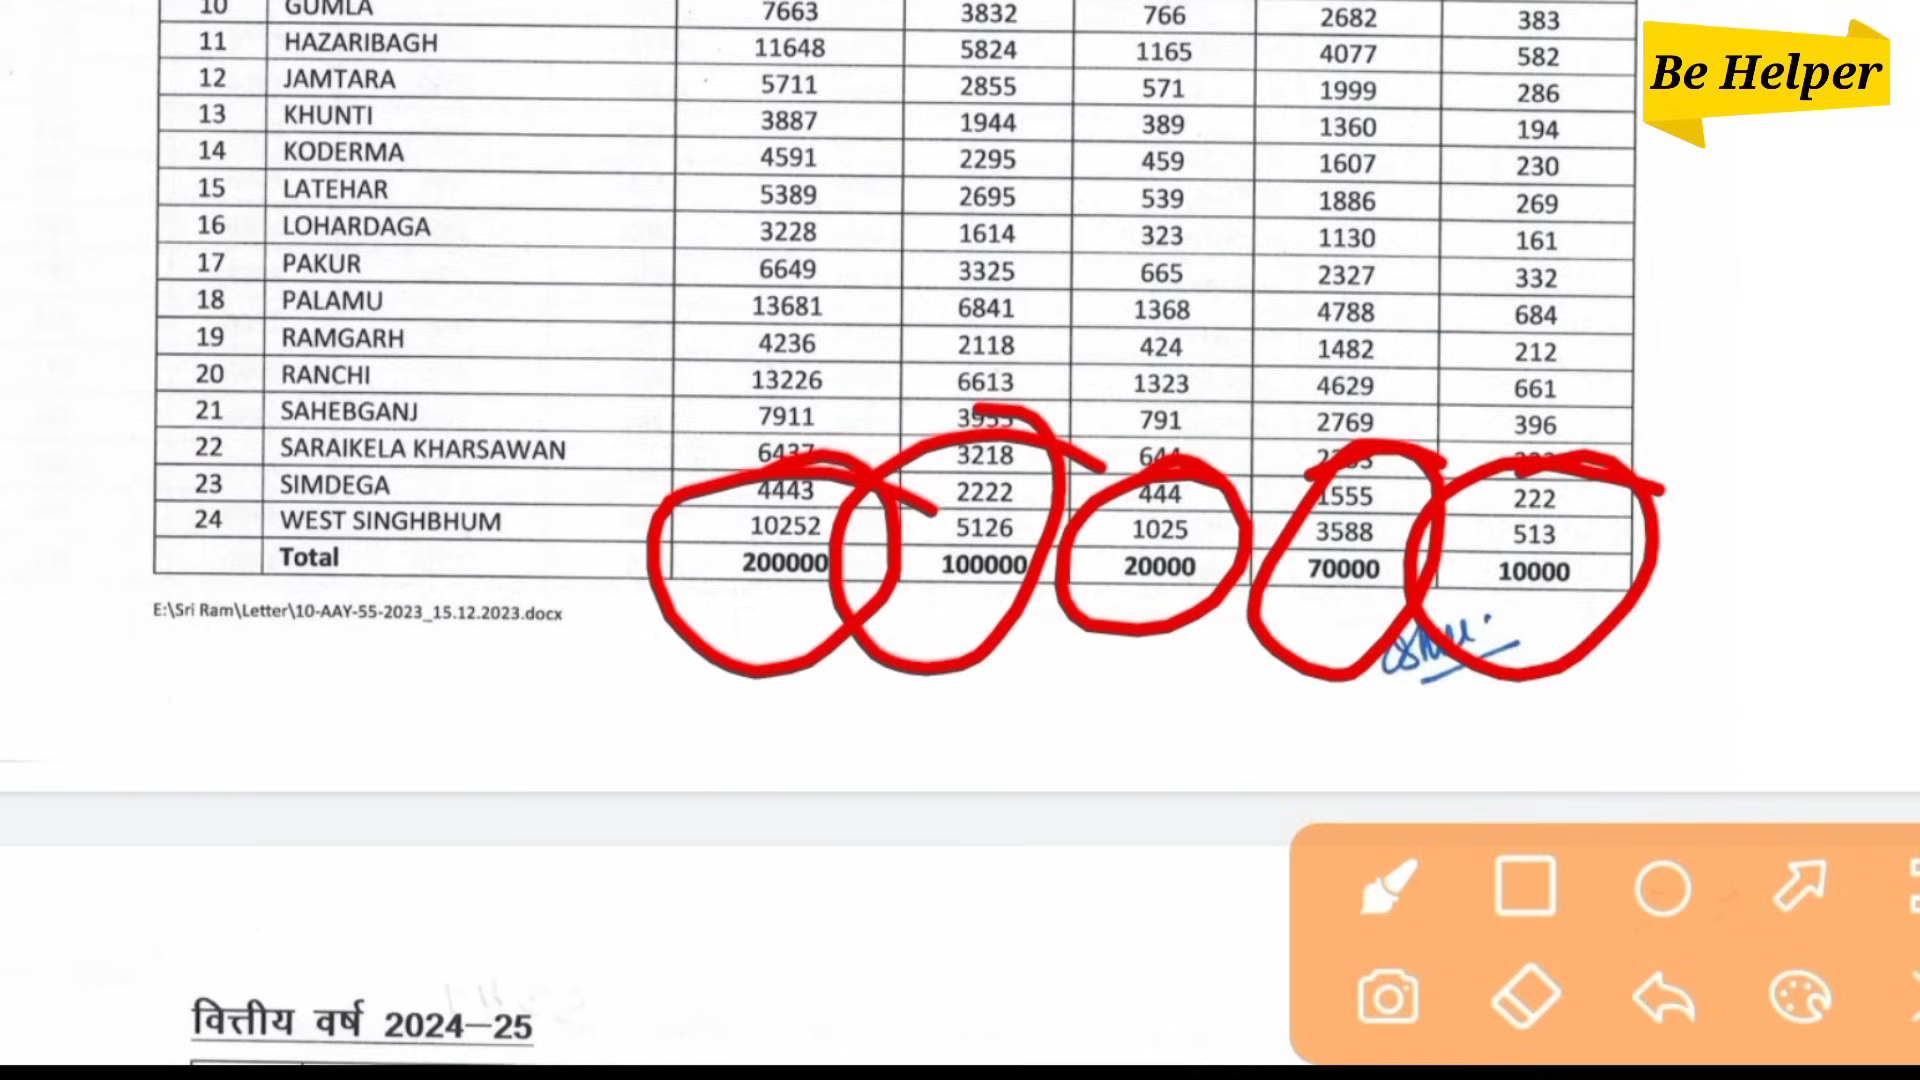 10 GUMLA 7663 3832 766 2682 383
11 HAZARIBAGH 11648 5824 1165 4077 582
12 JAMTARA 5711 2855 571 1999 286
13 KHUNTI 3887 1944 389 1360 194
14 KODERMA 4591 2295 459 1607 230
15 LATEHAR 5389 2695 539 1886 269
16 LOHARDAGA 3228 1614 323 1130 161
17 PAKUR 6649 3325 665 2327 332
18 PALAMU 13681 6841 1368 4788 684
19 RAMGARH 4236 2118 424 1482 212
20 RANCHI 13226 6613 1323 4629 661
21 SAHEBGANJ 7911 3955 791 2769 396
22 SARAIKELA KHARSAWAN 6437 3218 644
23 SIMDEGA 4443 2222 444 1555 222
24 WEST SINGHBHUM 10252 5126 1025 3588 513
Total 200000 100000 20000 70000 10000
E:\Sri Ram\Letter\10-AAY-55-2023_15.12.2023.docx
वित्तीय वर्ष 2024–25
Be Helper